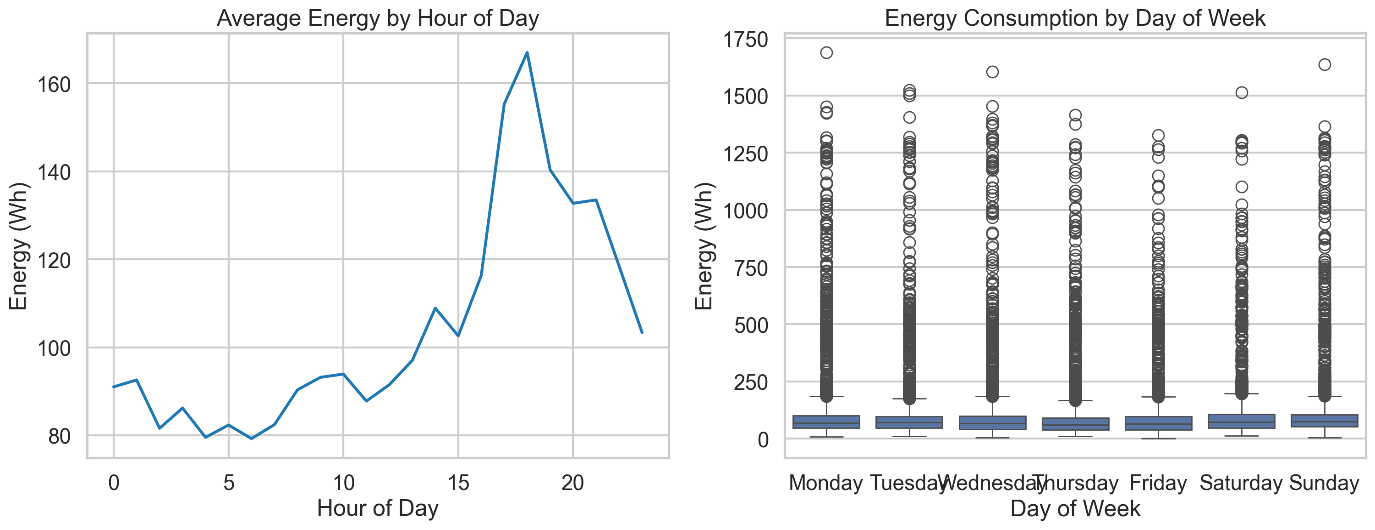 Average Energy by Hour of Day
Energy (Wh)
160
140
120
100
80
0 5 10 15 20
Hour of Day
Energy Consumption by Day of Week
Energy (Wh)
1750
1500
1250
1000
750
500
250
0
Monday Tuesday Wednesday Thursday Friday Saturday Sunday
Day of Week